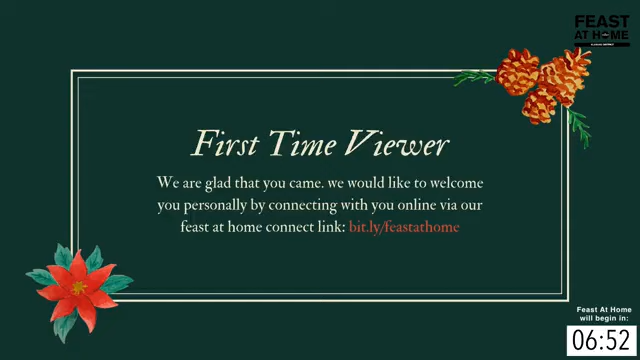 FEAST
AT HOME
First Time Viewer
We are glad that you came. we would like to welcome
you personally by connecting with you online via our
feast at home connect link: bit.ly/feastathome
Feast At Home
will begin in:
06:52